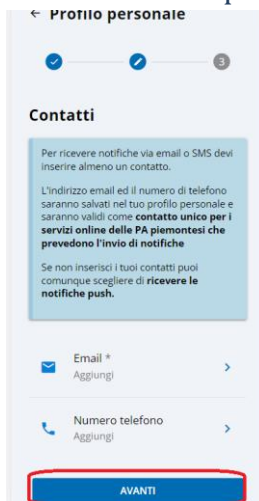 ← Profilo personale
3
Contatti
Per ricevere notifiche via email o SMS devi
inserire almeno un contatto.
L'indirizzo email ed il numero di telefono
saranno salvati nel tuo profilo personale e
saranno validi come contatto unico per i
servizi online delle PA piemontesi che
prevedono l'invio di notifiche
Se non inserisci i tuoi contatti puoi
comunque scegliere di ricevere le
notifiche push.
Email *
Aggiungi
Numero telefono
Aggiungi
AVANTI